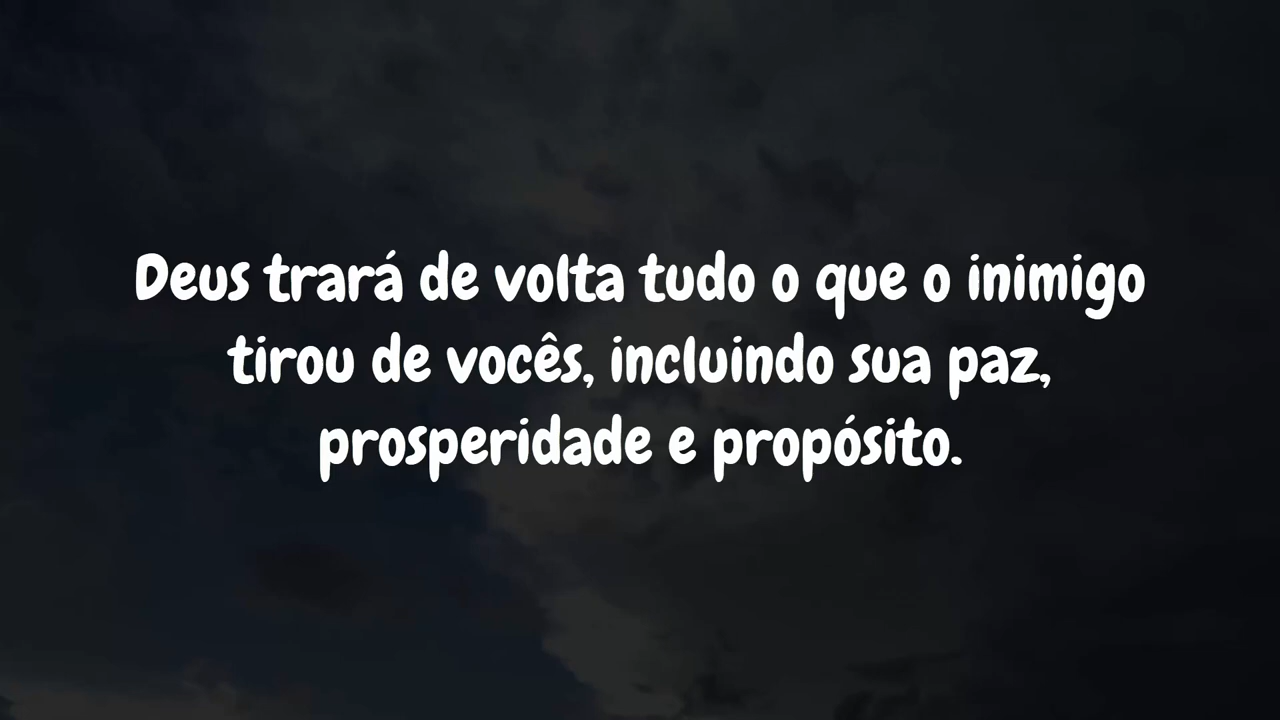 Deus trará de volta tudo o que o inimigo
tirou de vocês, incluindo sua paz,
prosperidade e propósito.